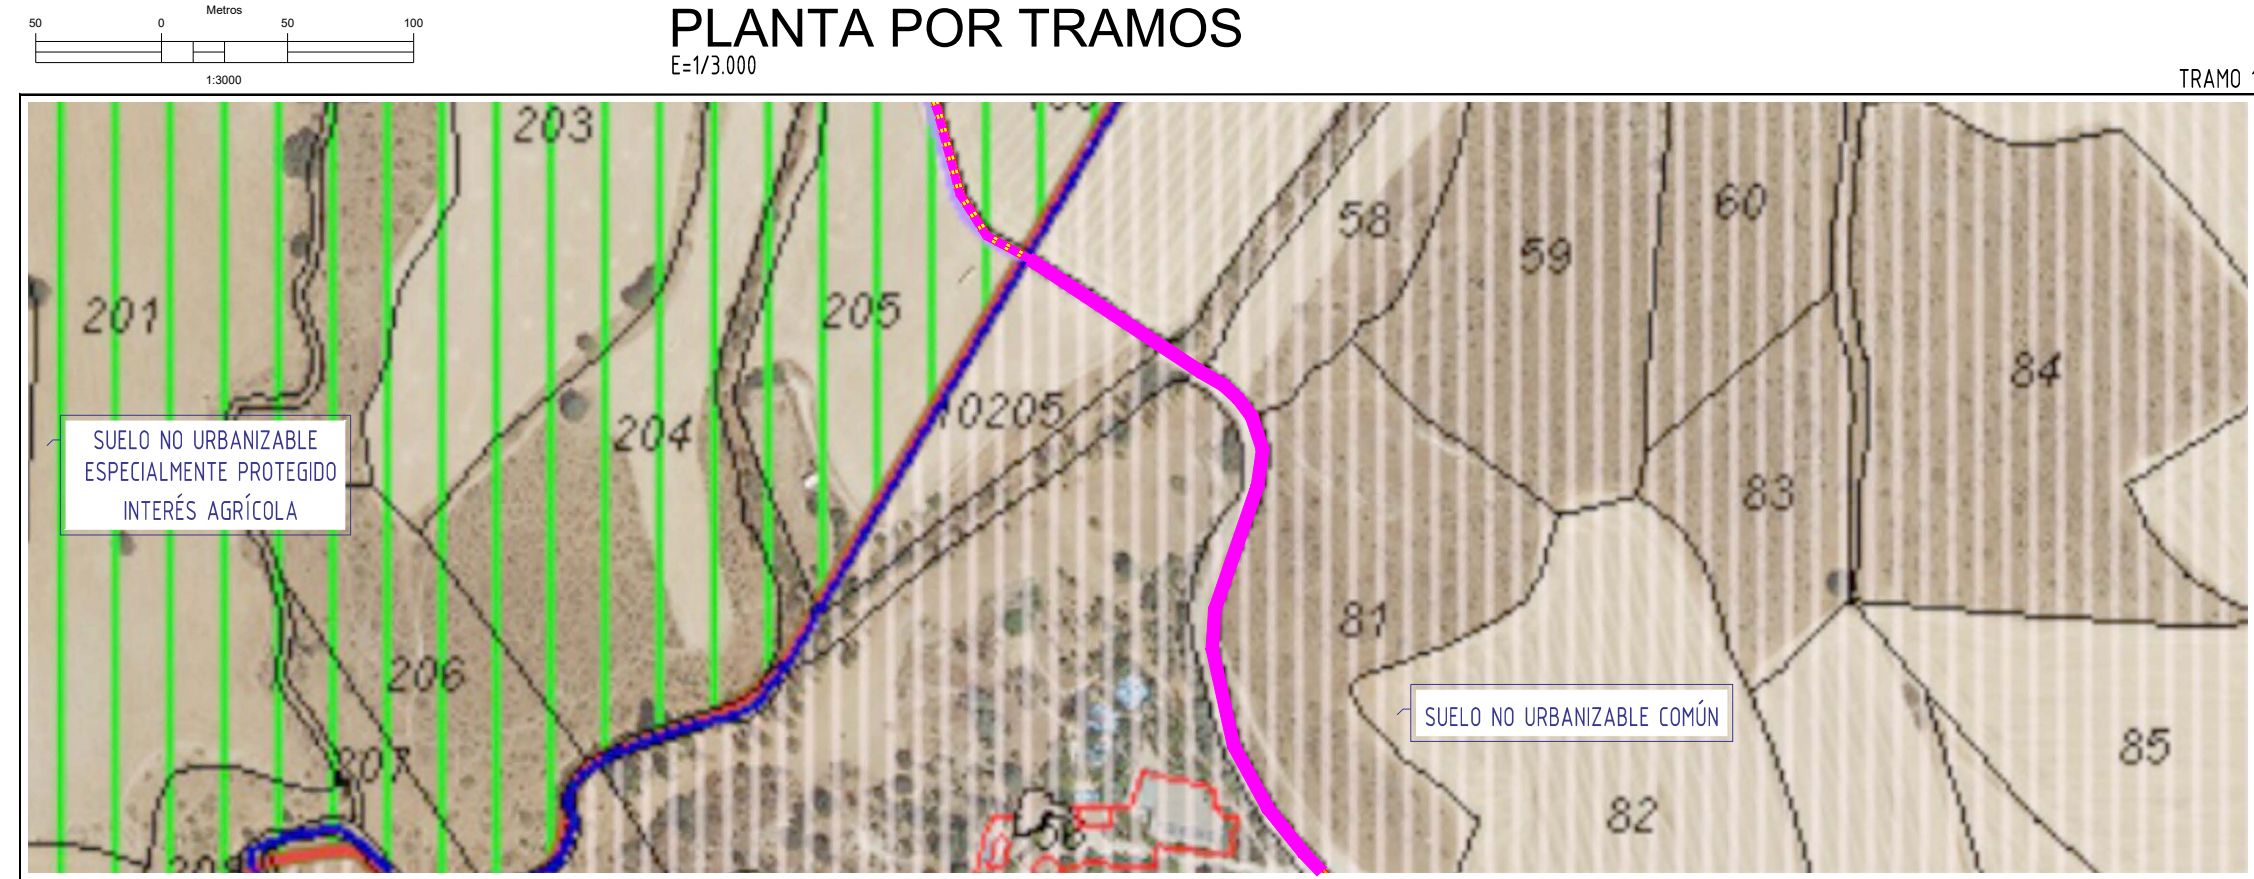 Metros
50 0 50 100
1:3000
PLANTA POR TRAMOS
E=1/3.000
TRAMO
203
58
60
59
201
205
84
10205
204
SUELO NO URBANIZABLE
ESPECIALMENTE PROTEGIDO
INTERÉS AGRÍCOLA
83
81
206
SUELO NO URBANIZABLE COMÚN
85
207
82